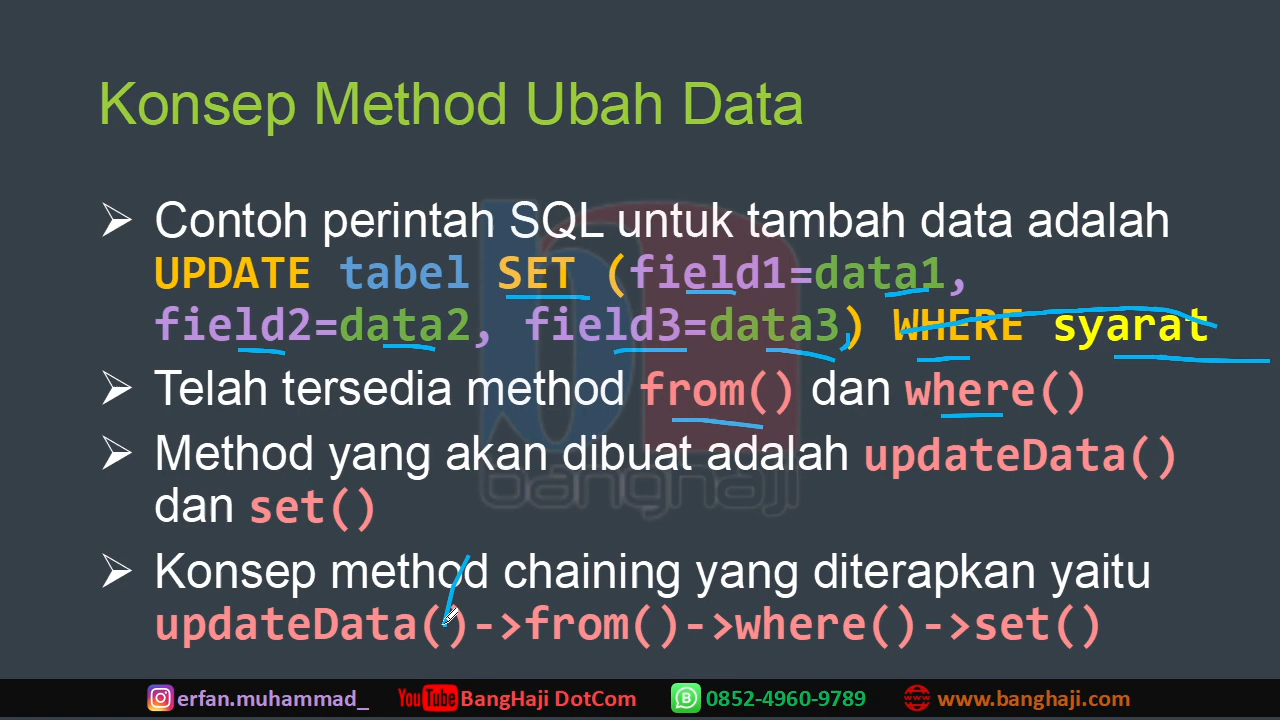 Konsep Method Ubah Data
Contoh perintah SQL untuk tambah data adalah
UPDATE tabel SET (field1=data1,
field2=data2, field3=data3) WHERE syarat
Telah tersedia method from() dan where()
Method yang akan dibuat adalah updateData()
dan set()
Konsep method chaining yang diterapkan yaitu
updateData()->from()->where()->set()
banghaji
erfan.muhammad_ YouTube BangHaji DotCom 0852-4960-9789 www.banghaji.com